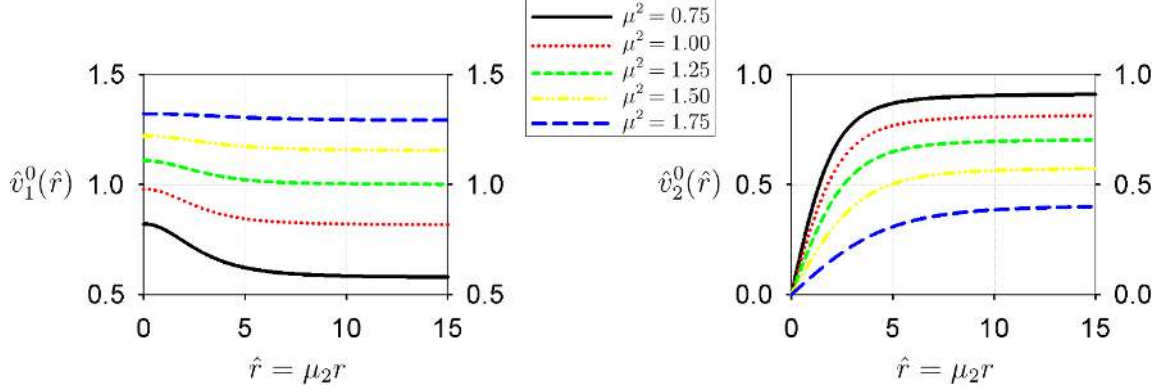 μ² = 0.75
μ² = 1.00
μ² = 1.25
μ² = 1.50
μ² = 1.75
1.5 1.5
1.0 1.0
0.5 0.5
v̂₁⁰(r̂)
0 5 10 15
r̂ = μ₂r
1.0 1.0
0.5 0.5
0.0 0.0
v̂₂⁰(r̂)
0 5 10 15
r̂ = μ₂r